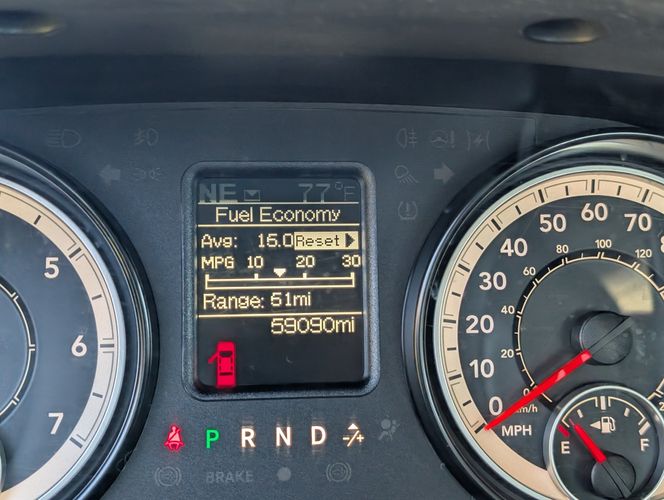 NE 77°F
Fuel Economy
Avg: 15.0 Reset
MPG 10 20 30
Range: 51mi
59090mi
P R N D -/+
BRAKE
5
6
7
0 20 30 40 50 60 70
0 20 40 60 80 100 120
km/h
MPH
E F